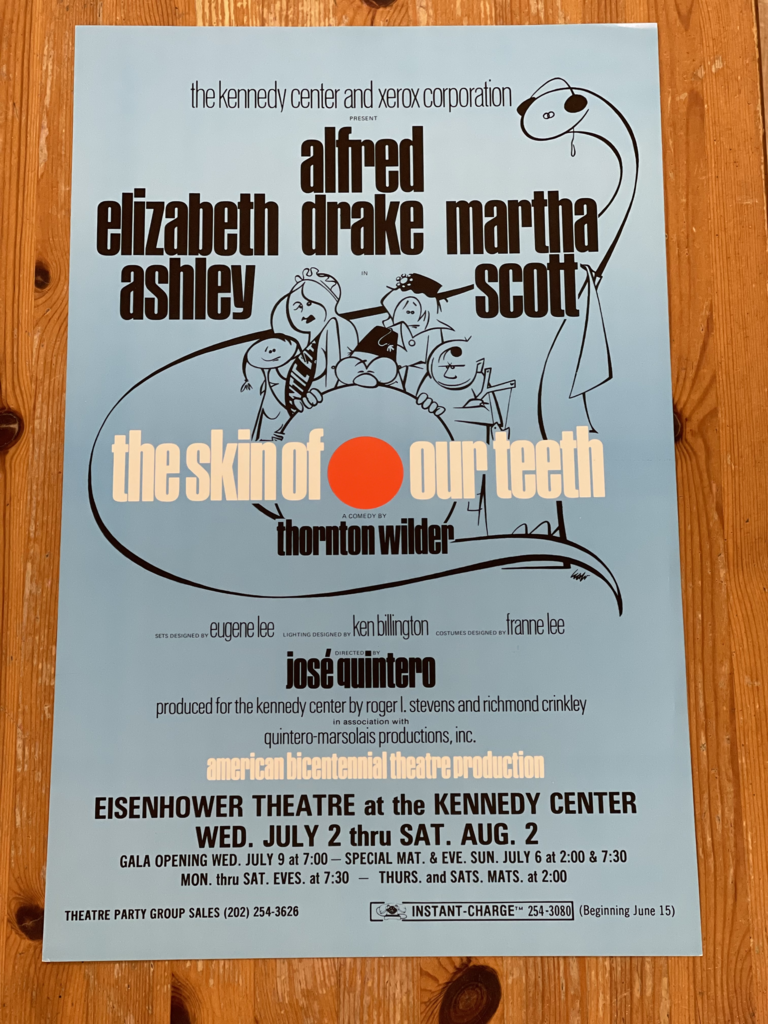 the kennedy center and xerox corporation
PRESENT
alfred
elizabeth drake martha
ashley IN scott
the skin of our teeth
A COMEDY BY
thornton wilder
SETS DESIGNED BY eugene lee LIGHTING DESIGNED BY ken billington COSTUMES DESIGNED BY franne lee
DIRECTED BY
josé quintero
produced for the kennedy center by roger l. stevens and richmond crinkley
in association with
quintero-marsolais productions, inc.
american bicentennial theatre production
EISENHOWER THEATRE at the KENNEDY CENTER
WED. JULY 2 thru SAT. AUG. 2
GALA OPENING WED. JULY 9 at 7:00 — SPECIAL MAT. & EVE. SUN. JULY 6 at 2:00 & 7:30
MON. thru SAT. EVES. at 7:30 — THURS. and SATS. MATS. at 2:00
THEATRE PARTY GROUP SALES (202) 254-3626
INSTANT-CHARGE™ 254-3080 (Beginning June 15)